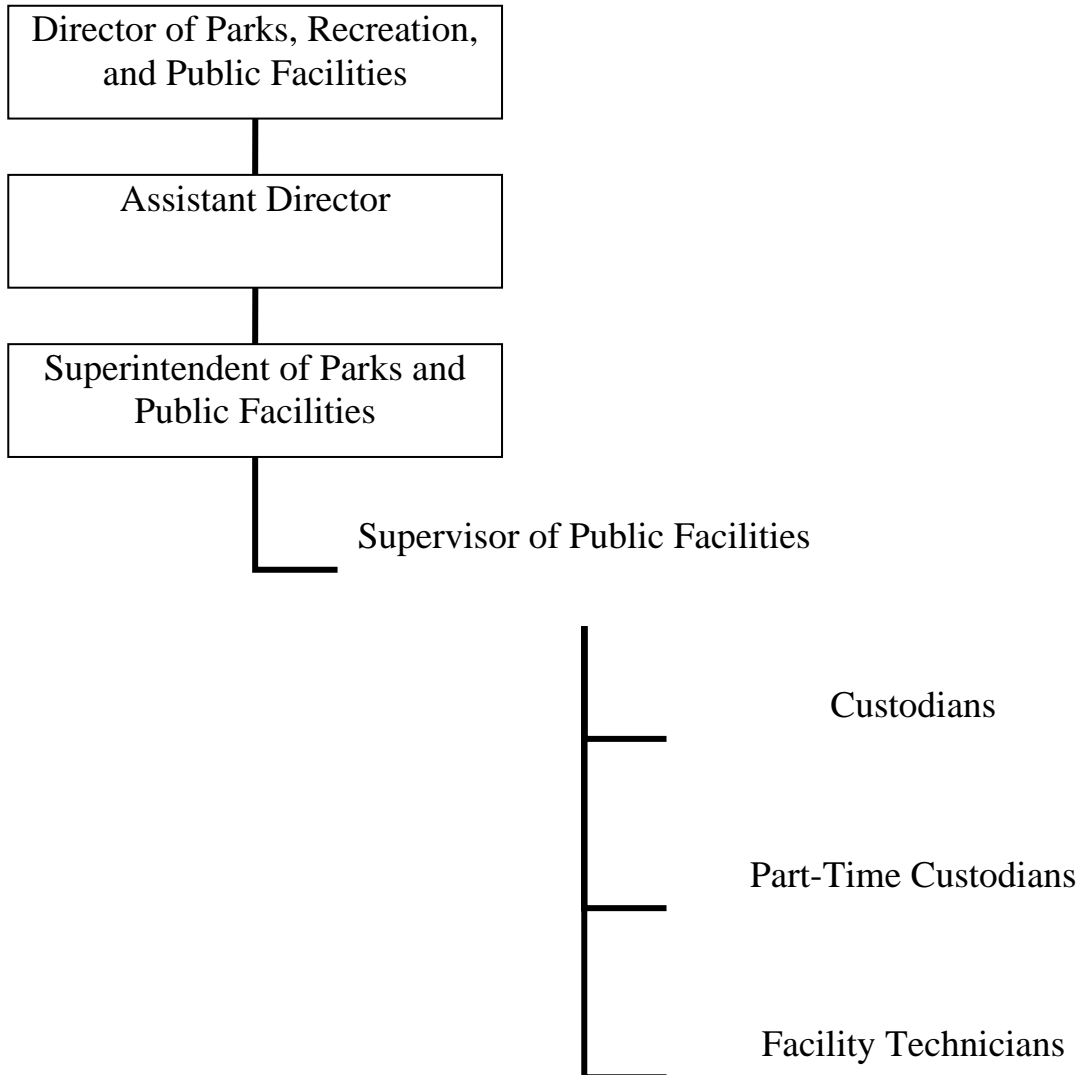 Director of Parks, Recreation,
and Public Facilities
Assistant Director
Superintendent of Parks and
Public Facilities
Supervisor of Public Facilities
Custodians
Part-Time Custodians
Facility Technicians